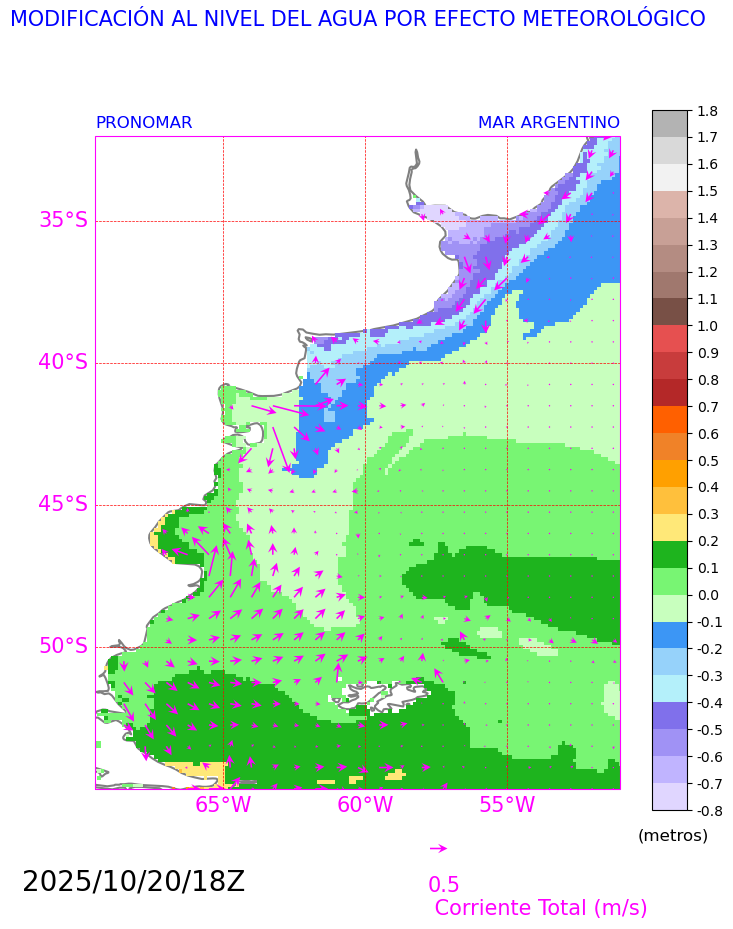 MODIFICACIÓN AL NIVEL DEL AGUA POR EFECTO METEOROLÓGICO
PRONOMAR MAR ARGENTINO
1.8
1.7
1.6
1.5
1.4
1.3
1.2
1.1
1.0
0.9
0.8
0.7
0.6
0.5
0.4
0.3
0.2
0.1
0.0
-0.1
-0.2
-0.3
-0.4
-0.5
-0.6
-0.7
-0.8
(metros)
35°S
40°S
45°S
50°S
65°W 60°W 55°W
2025/10/20/18Z
0.5
Corriente Total (m/s)